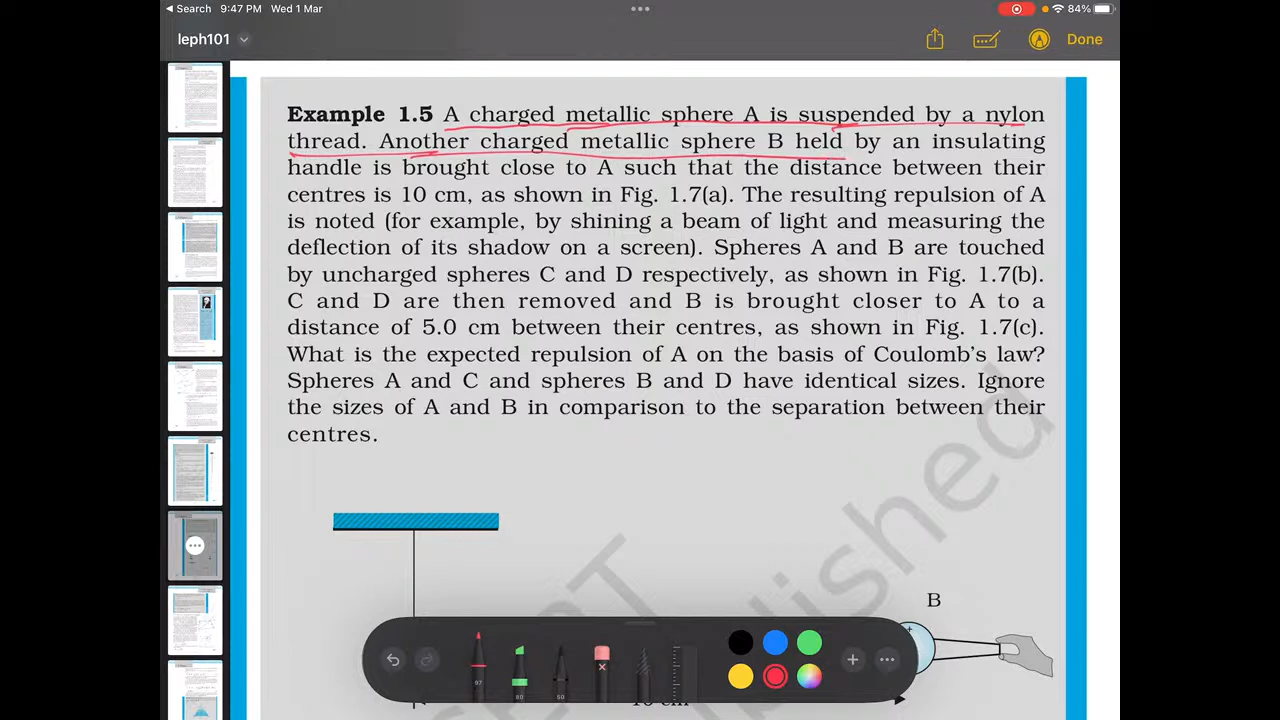 Search 9:47 PM Wed 1 Mar
84%
leph101
Done
1.5 A charged metallic sphere A is suspended by a nylon
thread. Another charged metallic sphere B held by an insulating
handle is brought close to A such that the distance between their
centres is 10 cm, as shown in Fig. 1.7(a). The resulting repulsion of A
is noted (for example, by shining a beam of light and measuring the
deflection of its shadow on a screen). Spheres A and B are touched
by uncharged spheres C and D respectively, as shown in Fig. 1.7(b).
C and D are then removed and B is brought closer to A to a
distance of 5.0 cm between their centres, as shown in Fig. 1.7(c).
What is the expected repulsion of A on the basis of Coulomb's law?
Spheres A and C and spheres B and D have identical sizes. Ignore
the sizes of A and B in comparison to the separation between their
centres.
B
10 cm